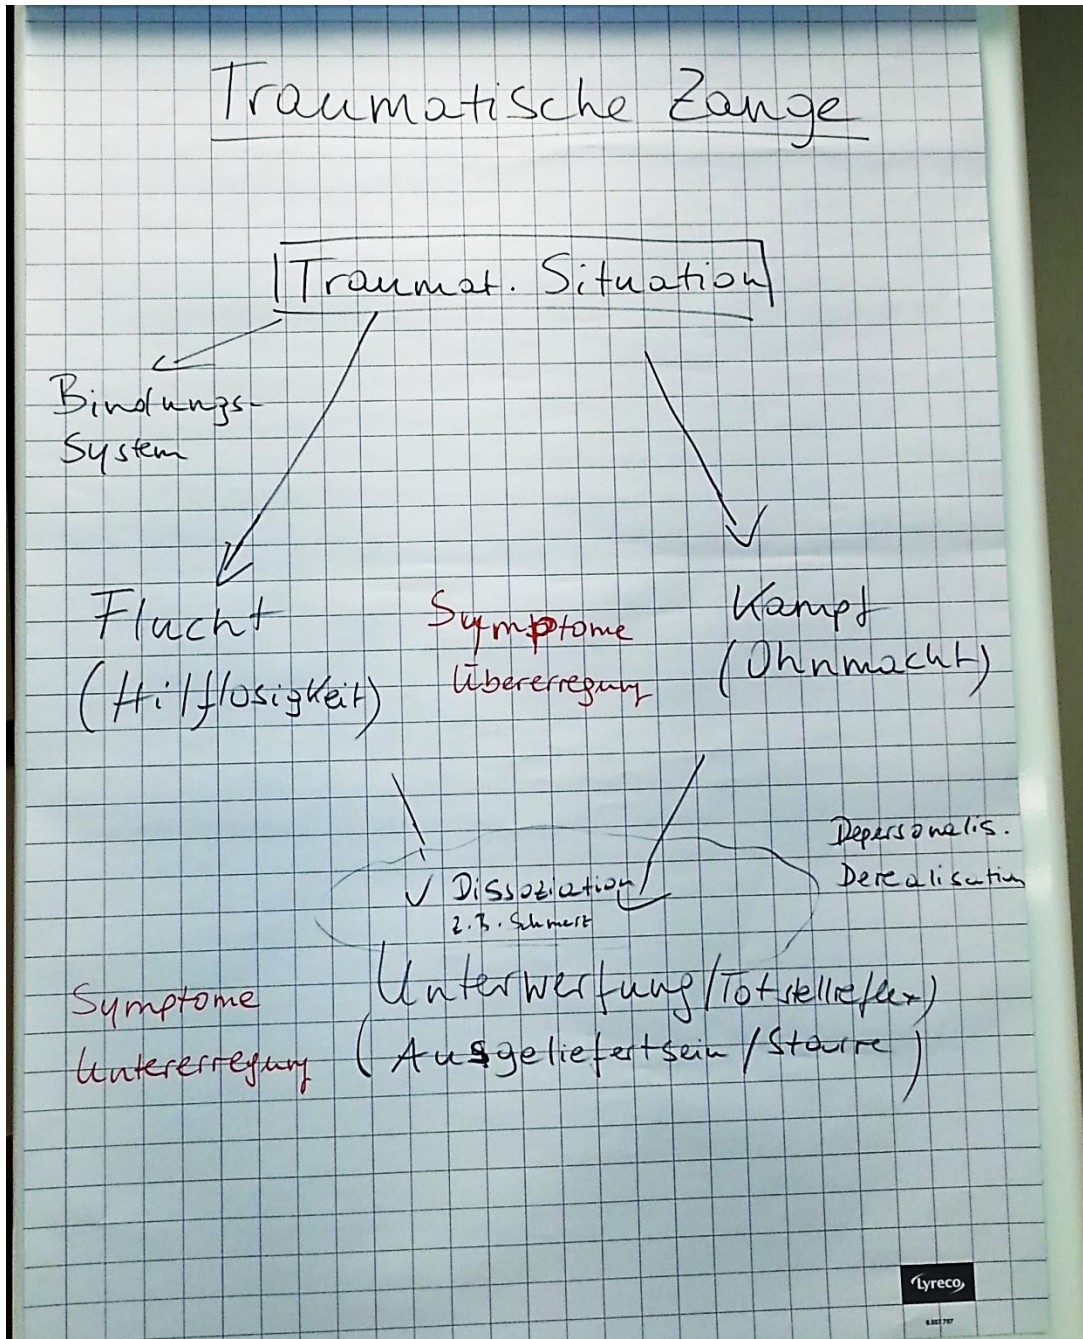 Traumatische Zange
Traumat. Situation
Bindungs-
System
Flucht
(Hilflosigkeit)
Symptome
Übererregung
Kampf
(Ohnmacht)
Depersonalis.
Derealisation
Dissoziation
z.B. Schmerz
Unterwerfung/Totstellreflex)
(Ausgeliefertsein/Starre)
Symptome
Untererregung
Lyreco